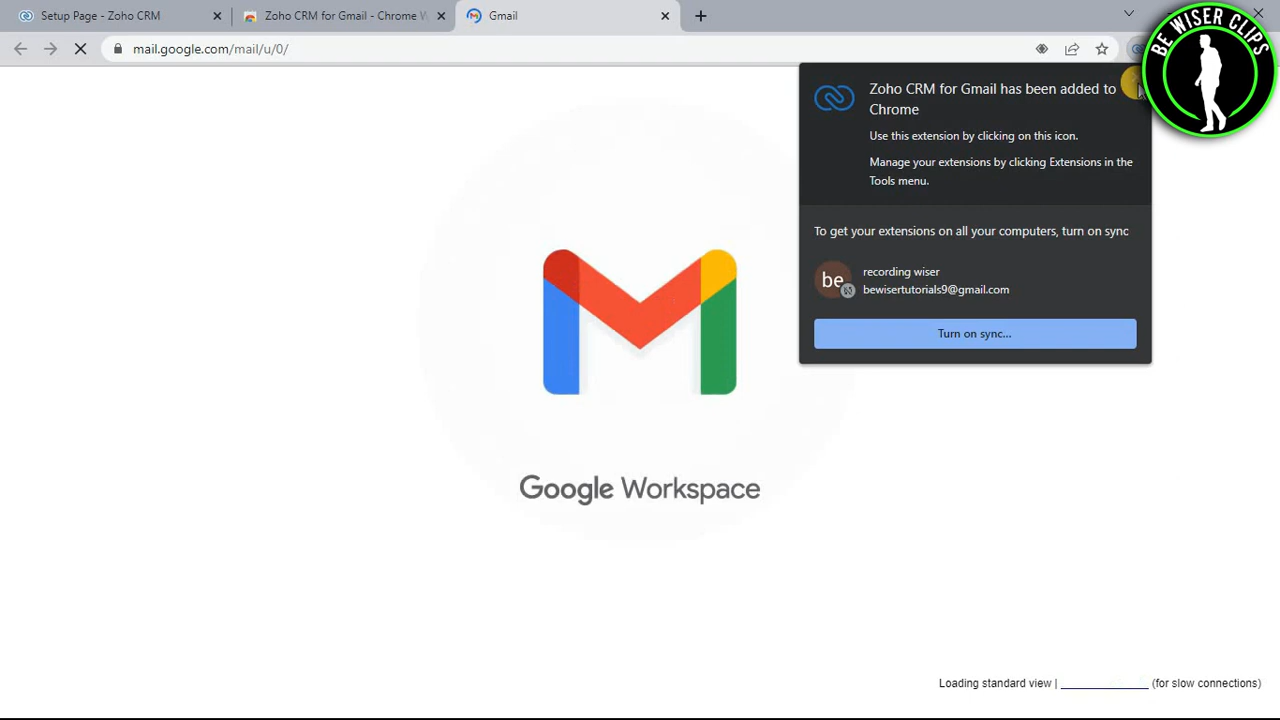 Setup Page - Zoho CRM
Zoho CRM for Gmail - Chrome W
Gmail
mail.google.com/mail/u/0/
BE WISER CLIPS
Zoho CRM for Gmail has been added to
Chrome
Use this extension by clicking on this icon.
Manage your extensions by clicking Extensions in the
Tools menu.
To get your extensions on all your computers, turn on sync
be
recording wiser
bewisertutorials9@gmail.com
Turn on sync...
Google Workspace
Loading standard view | (for slow connections)